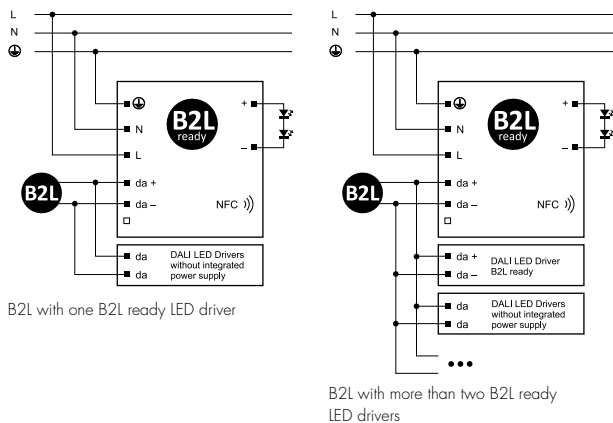 L
N
B2L
ready
N
L
da +
da –
+
–
NFC
B2L
da
da
DALI LED Drivers
without integrated
power supply
B2L with one B2L ready LED driver
L
N
B2L
ready
N
L
da +
da –
+
–
NFC
B2L
da +
da –
DALI LED Driver
B2L ready
da
da
DALI LED Drivers
without integrated
power supply
B2L with more than two B2L ready
LED drivers